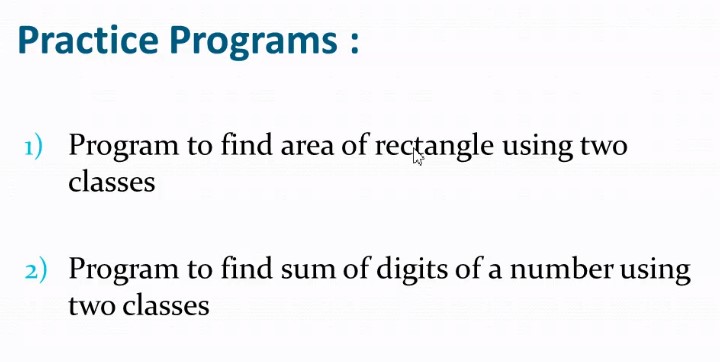 Practice Programs :
1) Program to find area of rectangle using two
classes
2) Program to find sum of digits of a number using
two classes